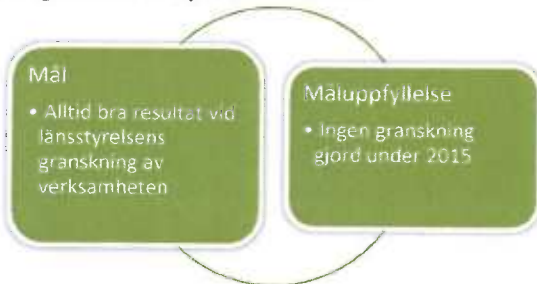 Mål
• Alltid bra resultat vid
länsstyrelsens
granskning av
verksamheten
Måluppfyllelse
• Ingen granskning
gjord under 2015